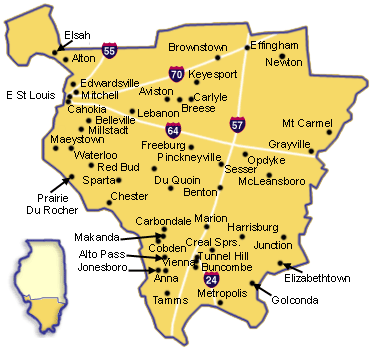 Elsah
55
Alton
Brownstown
Effingham
Newton
70
Edwardsville
Keyesport
E St Louis
Mitchell
Aviston
Carlyle
Cahokia
Lebanon
Breese
Belleville
Millstadt
64
57
Mt Carmel
Maeystown
Freeburg
Grayville
Waterloo
Pinckneyville
Opdyke
Red Bud
Sesser
McLeansboro
Sparta
Du Quoin
Benton
Prairie
Du Rocher
Chester
Carbondale
Marion
Makanda
Harrisburg
Cobden
Creal Sprs.
Junction
Alto Pass
Tunnel Hill
Vienna
Jonesboro
Buncombe
Anna
Elizabethtown
24
Tamms
Metropolis
Golconda